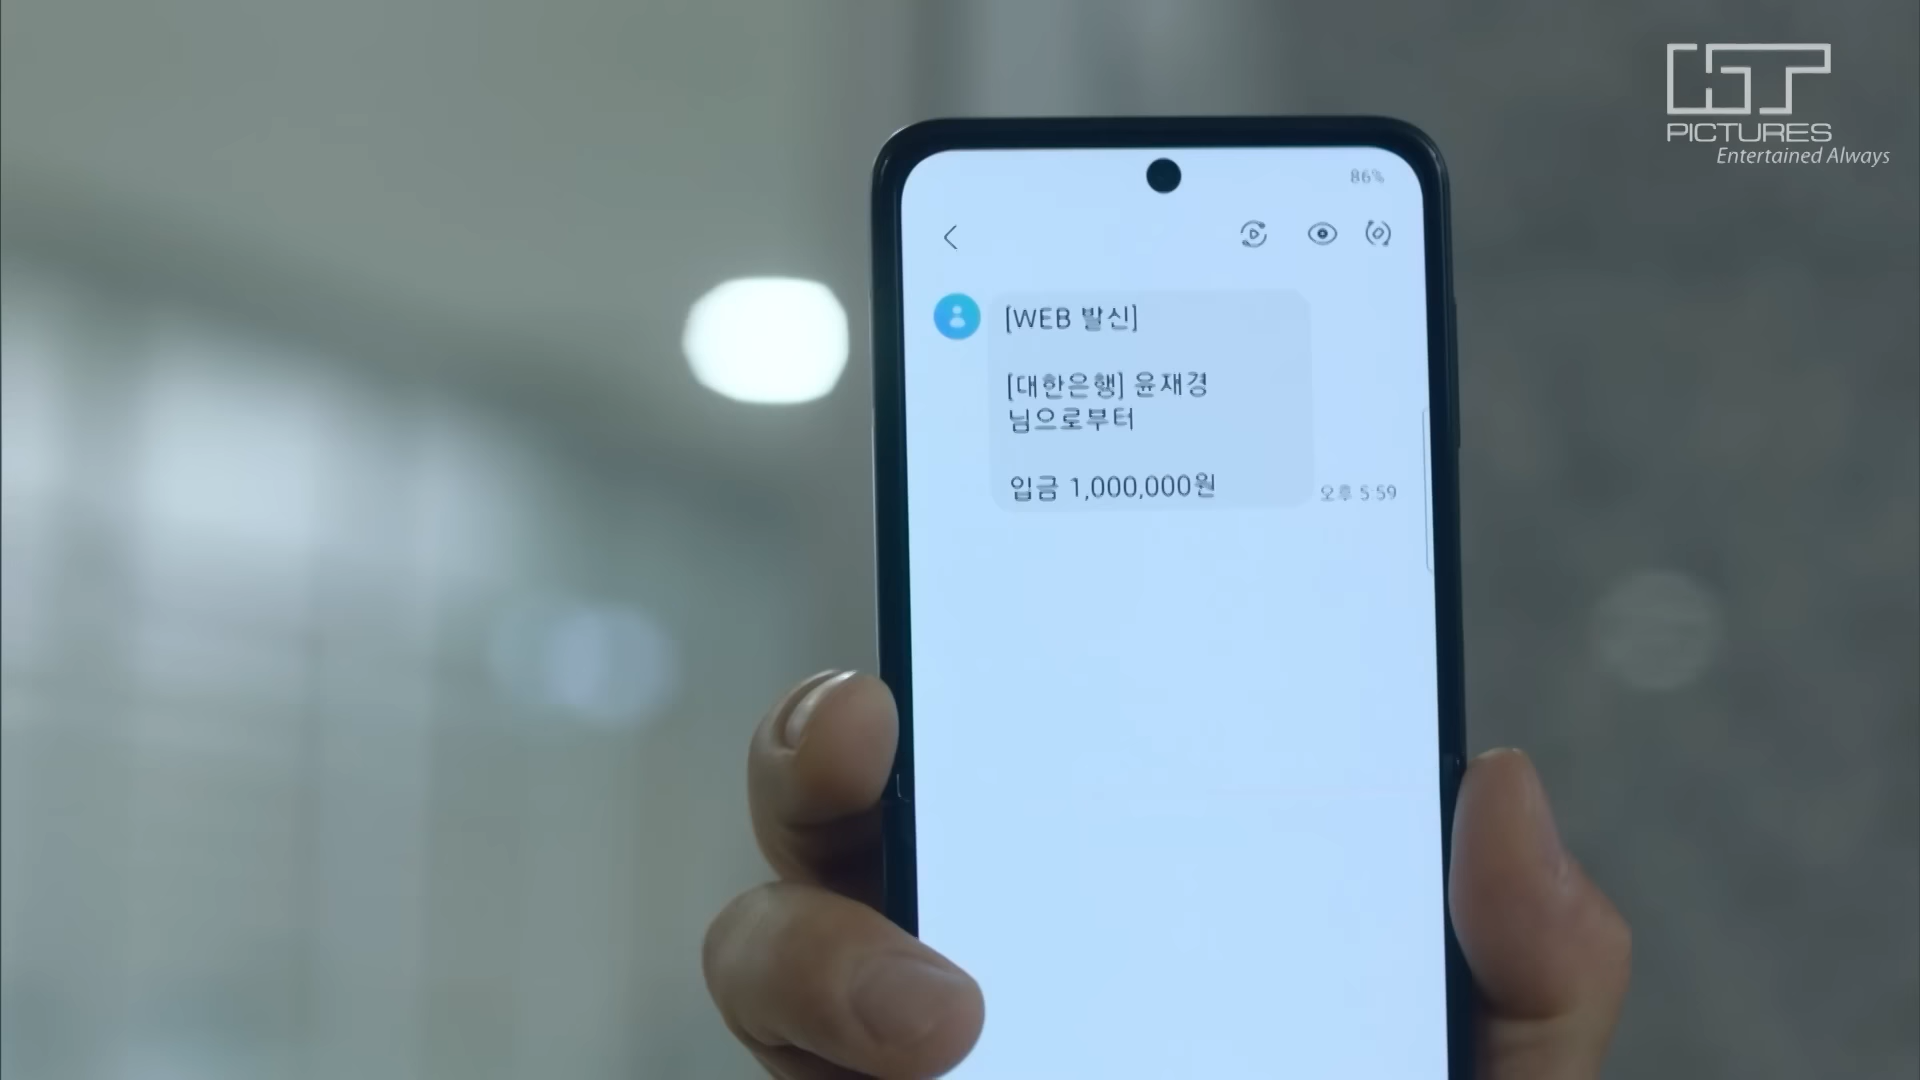 HT
PICTURES
Entertained Always
86%
[WEB 발신]
[대한은행] 윤재경
님으로부터
입금 1,000,000원
오후 5:59